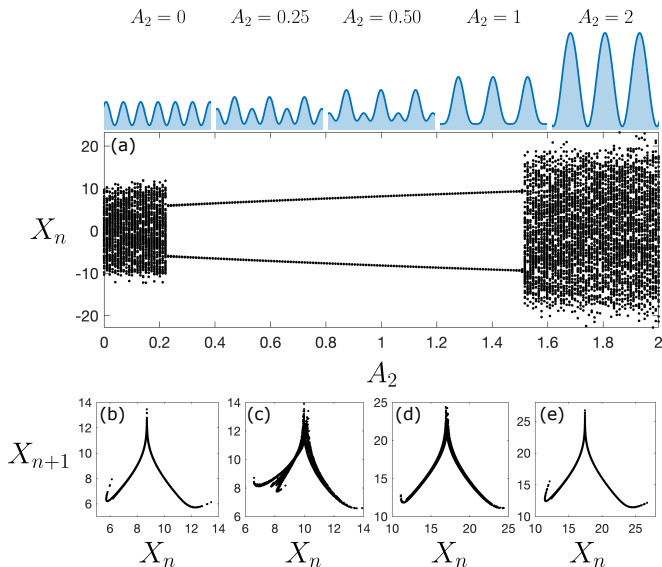 A₂ = 0 A₂ = 0.25 A₂ = 0.50 A₂ = 1 A₂ = 2
(a)
20
10
0
-10
-20
Xₙ
0 0.2 0.4 0.6 0.8 1 1.2 1.4 1.6 1.8 2
A₂
(b) (c) (d) (e)
14 14 25 30
12 12 25
10 20 20
10
8 15 15
8
6 6 10 10
Xₙ₊₁
6 8 10 12 14 6 8 10 12 14 10 15 20 25 10 15 20 25
Xₙ Xₙ Xₙ Xₙ